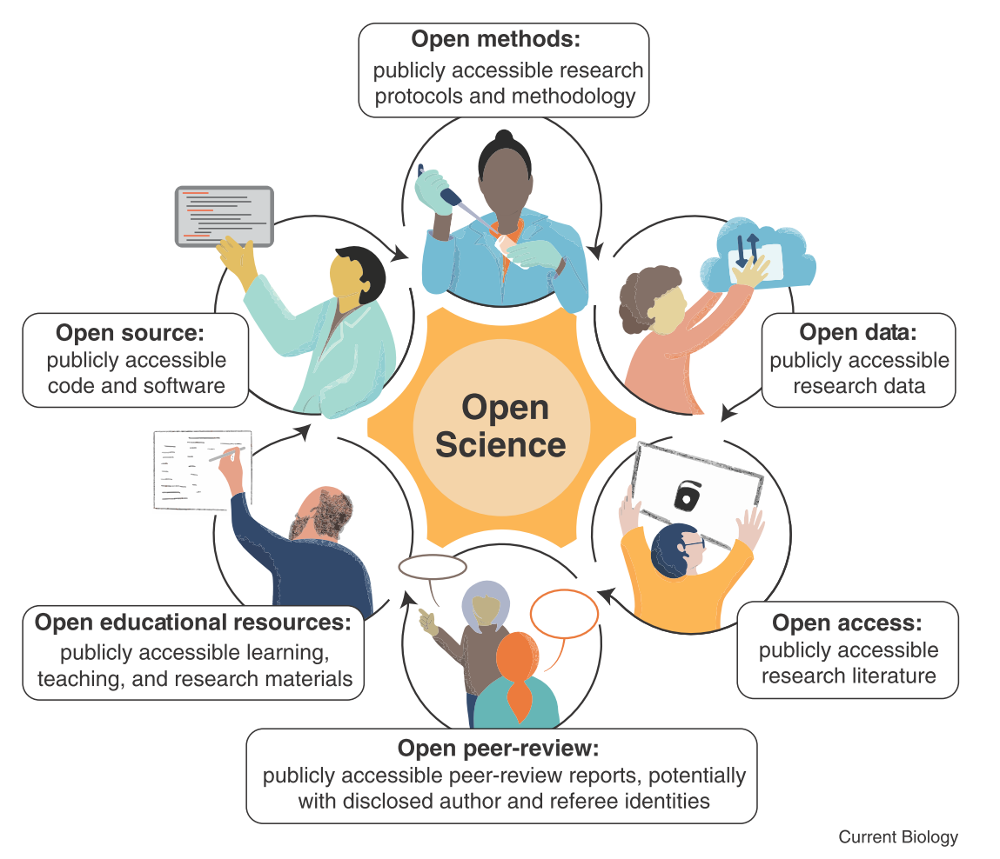 Open methods:
publicly accessible research
protocols and methodology
Open source:
publicly accessible
code and software
Open data:
publicly accessible
research data
Open
Science
Open educational resources:
publicly accessible learning,
teaching, and research materials
Open access:
publicly accessible
research literature
Open peer-review:
publicly accessible peer-review reports, potentially
with disclosed author and referee identities
Current Biology